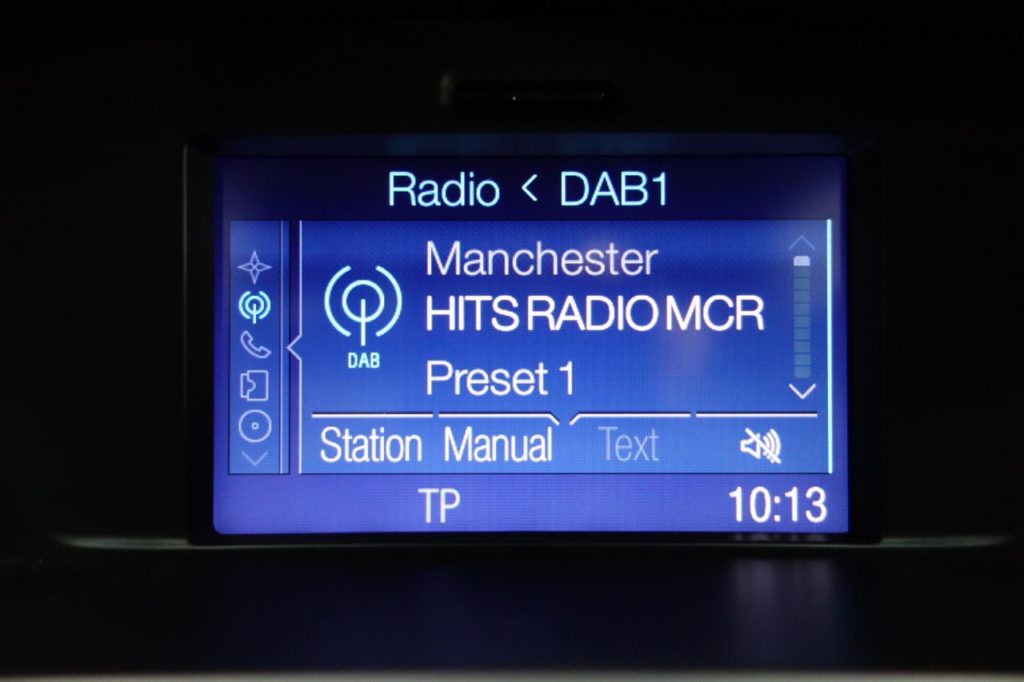 Radio < DAB1
Manchester
HITS RADIO MCR
DAB
Preset 1
Station Manual Text
TP 10:13